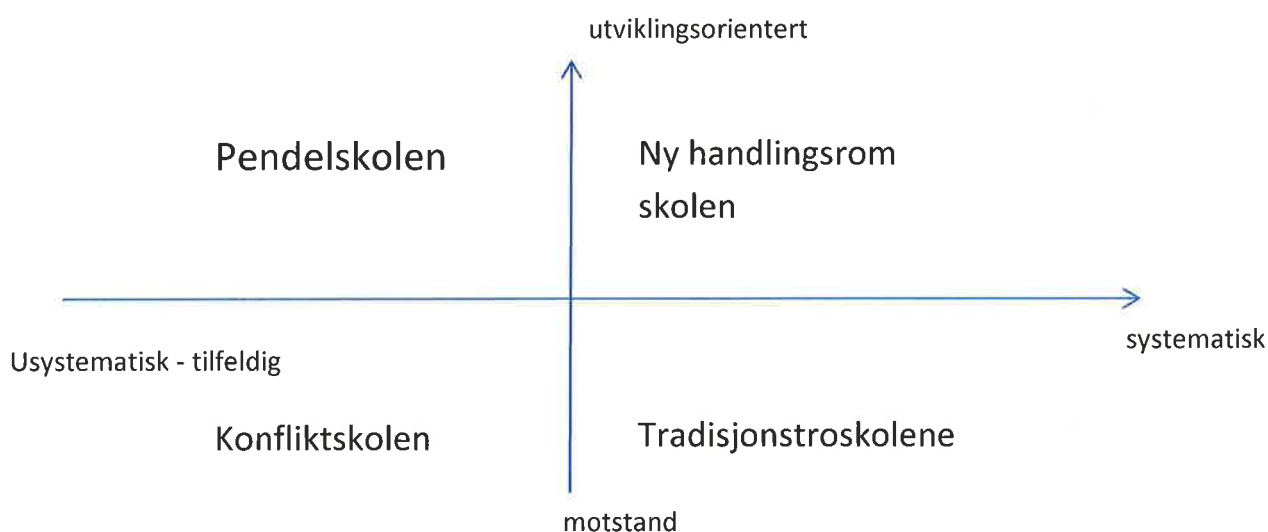 utviklingsorientert
Pendelskolen
Ny handlingsrom
skolen
systematisk
Usystematisk - tilfeldig
Konfliktskolen
Tradisjonstroskolene
motstand